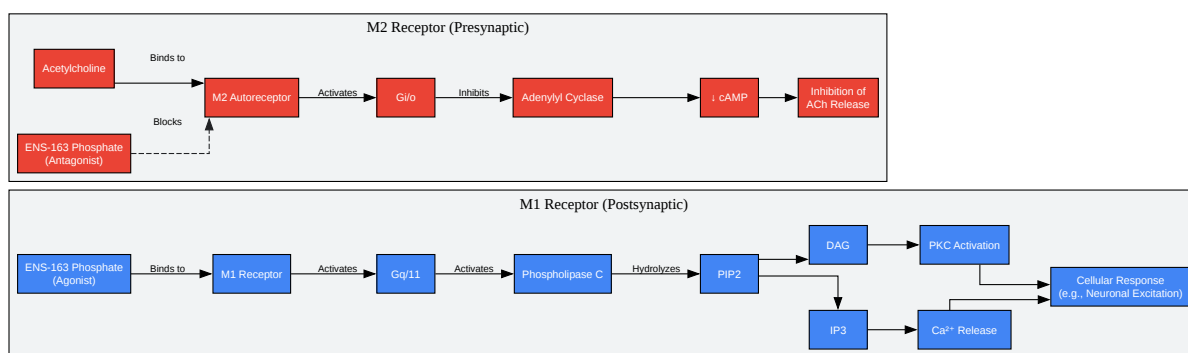 M2 Receptor (Presynaptic)
Acetylcholine
Binds to
M2 Autoreceptor
Activates
Gi/o
Inhibits
Adenylyl Cyclase
↓ cAMP
Inhibition of
ACh Release
Blocks
ENS-163 Phosphate
(Antagonist)
M1 Receptor (Postsynaptic)
ENS-163 Phosphate
(Agonist)
Binds to
M1 Receptor
Activates
Gq/11
Activates
Phospholipase C
Hydrolyzes
PIP2
DAG
PKC Activation
IP3
Ca²⁺ Release
Cellular Response
(e.g., Neuronal Excitation)